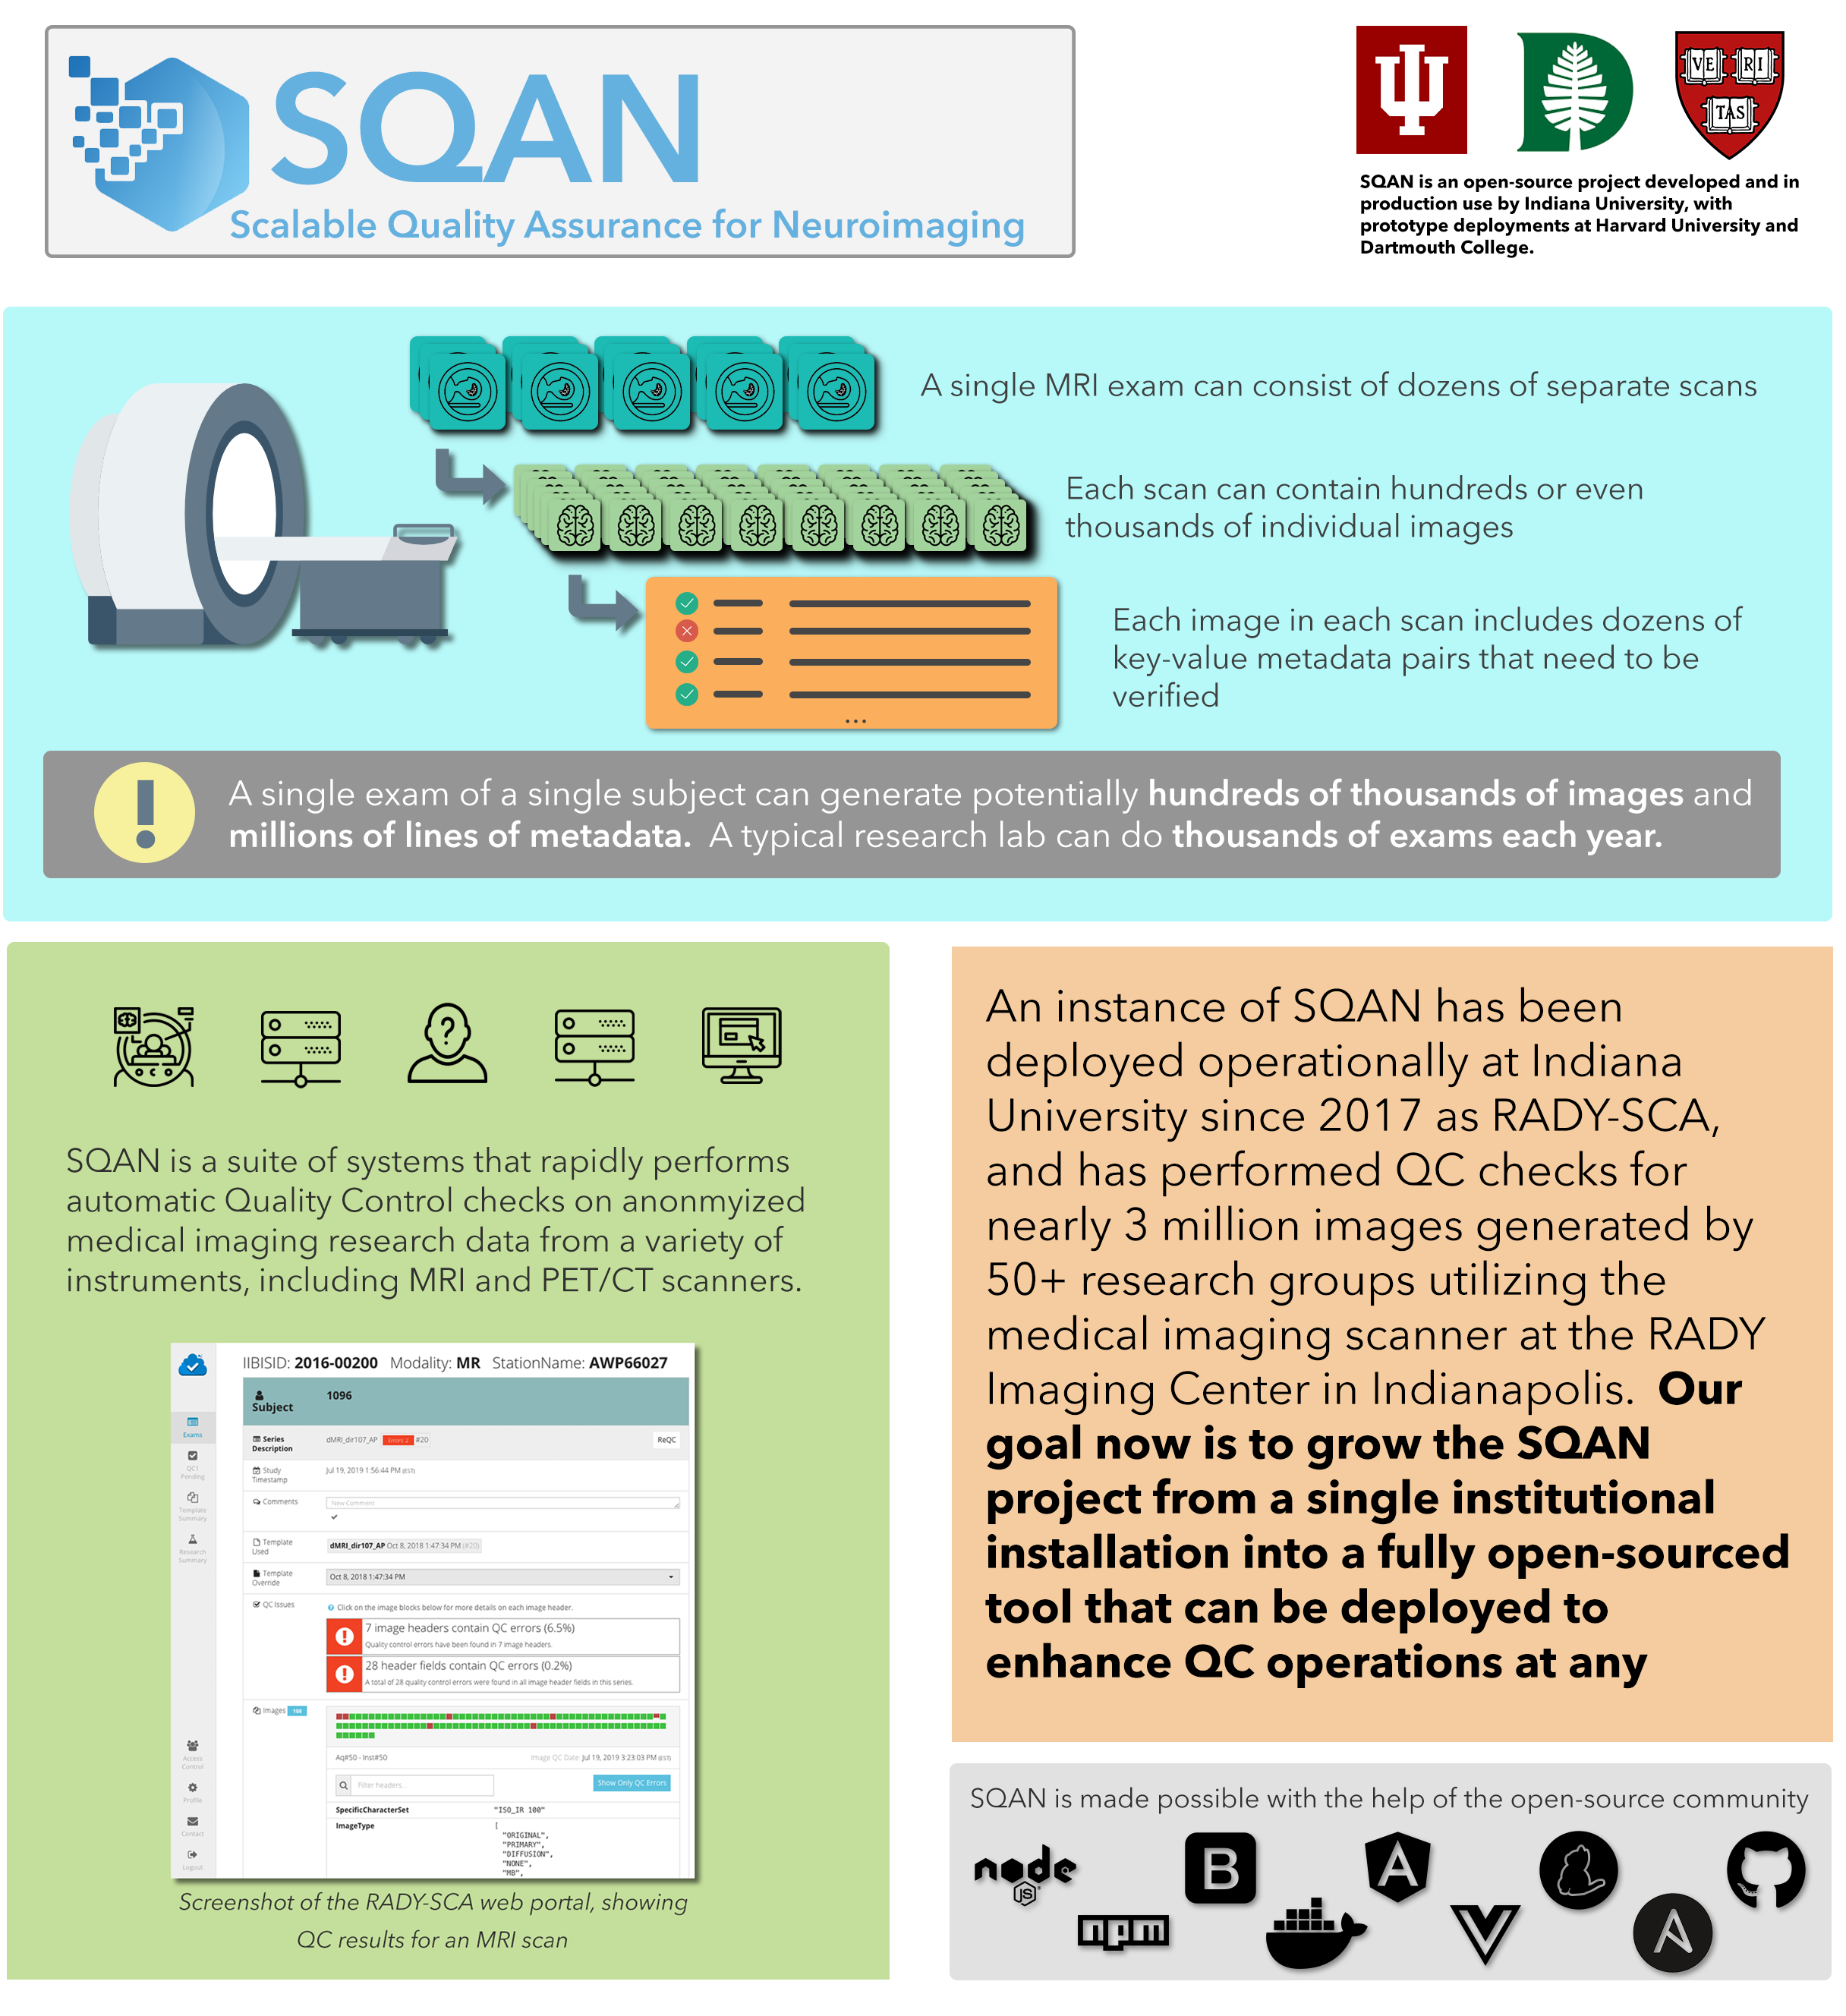 SQAN
Scalable Quality Assurance for Neuroimaging
VE RI
TAS
SQAN is an open-source project developed and in
production use by Indiana University, with
prototype deployments at Harvard University and
Dartmouth College.
A single MRI exam can consist of dozens of separate scans
Each scan can contain hundreds or even
thousands of individual images
Each image in each scan includes dozens of
key-value metadata pairs that need to be
verified
...
A single exam of a single subject can generate potentially hundreds of thousands of images and
millions of lines of metadata. A typical research lab can do thousands of exams each year.
SQAN is a suite of systems that rapidly performs
automatic Quality Control checks on anonmyized
medical imaging research data from a variety of
instruments, including MRI and PET/CT scanners.
IIBISID: 2016-00200 Modality: MR StationName: AWP66027
Subject 1096
Exams
QC1
Pending
Template
Summary
Research
Summary
Access
Control
Profile
Contact
Logout
Series
Description
dMRI_dir107_AP Errors 2 #20 ReQC
Study
Timestamp
Jul 19, 2019 1:56:44 PM (EST)
Comments New Comment
Template
Used
dMRI_dir107_AP Oct 8, 2018 1:47:34 PM (#20)
Template
Override
Oct 8, 2018 1:47:34 PM
QC Issues Click on the image blocks below for more details on each image header.
7 image headers contain QC errors (6.5%)
Quality control errors have been found in 7 image headers.
28 header fields contain QC errors (0.2%)
A total of 28 quality control errors were found in all image header fields in this series.
Images 108
Aq#50 - Inst#50 Image QC Date: Jul 19, 2019 3:23:03 PM (EST)
Filter headers... Show Only QC Errors
SpecificCharacterSet "ISO_IR 100"
ImageType [
"ORIGINAL",
"PRIMARY",
"DIFFUSION",
"NONE",
"MB",
Screenshot of the RADY-SCA web portal, showing
QC results for an MRI scan
An instance of SQAN has been
deployed operationally at Indiana
University since 2017 as RADY-SCA,
and has performed QC checks for
nearly 3 million images generated by
50+ research groups utilizing the
medical imaging scanner at the RADY
Imaging Center in Indianapolis. Our
goal now is to grow the SQAN
project from a single institutional
installation into a fully open-sourced
tool that can be deployed to
enhance QC operations at any
SQAN is made possible with the help of the open-source community
node
JS
B
A
npm
A